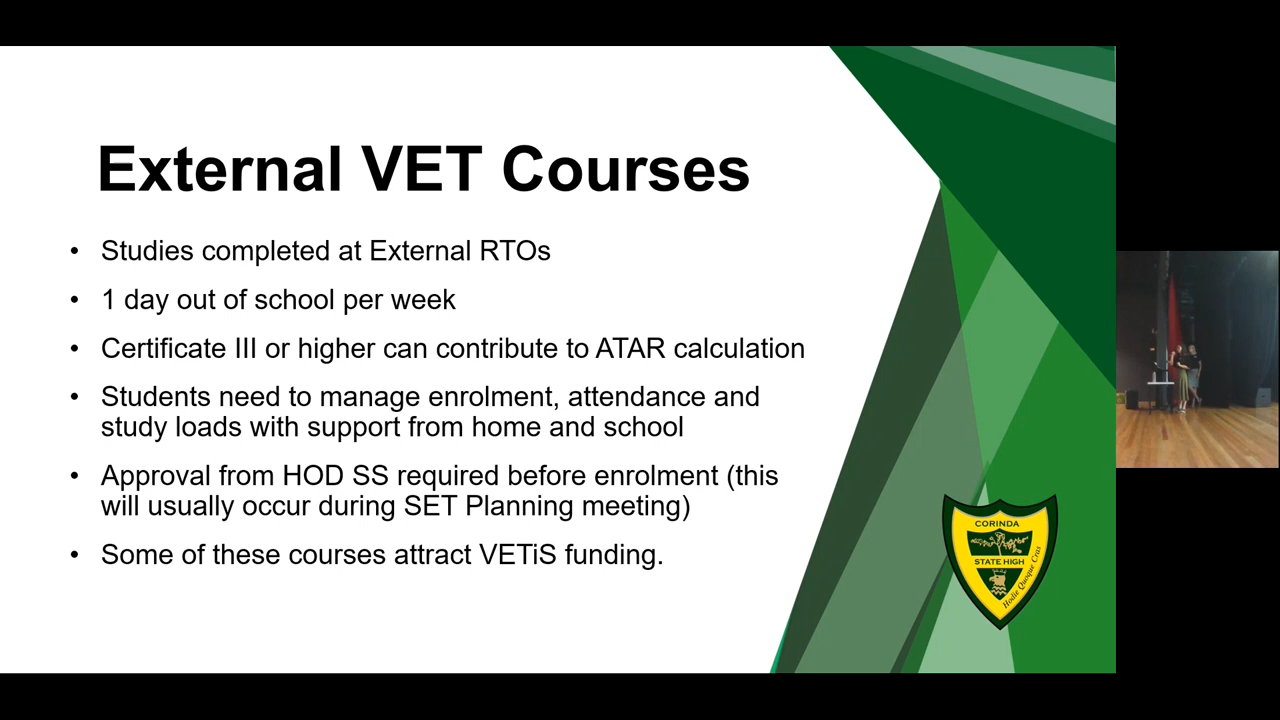 External VET Courses
• Studies completed at External RTOs
• 1 day out of school per week
• Certificate III or higher can contribute to ATAR calculation
• Students need to manage enrolment, attendance and
study loads with support from home and school
• Approval from HOD SS required before enrolment (this
will usually occur during SET Planning meeting)
• Some of these courses attract VETiS funding.
CORINDA
STATE HIGH
Hodie Quoque Cras